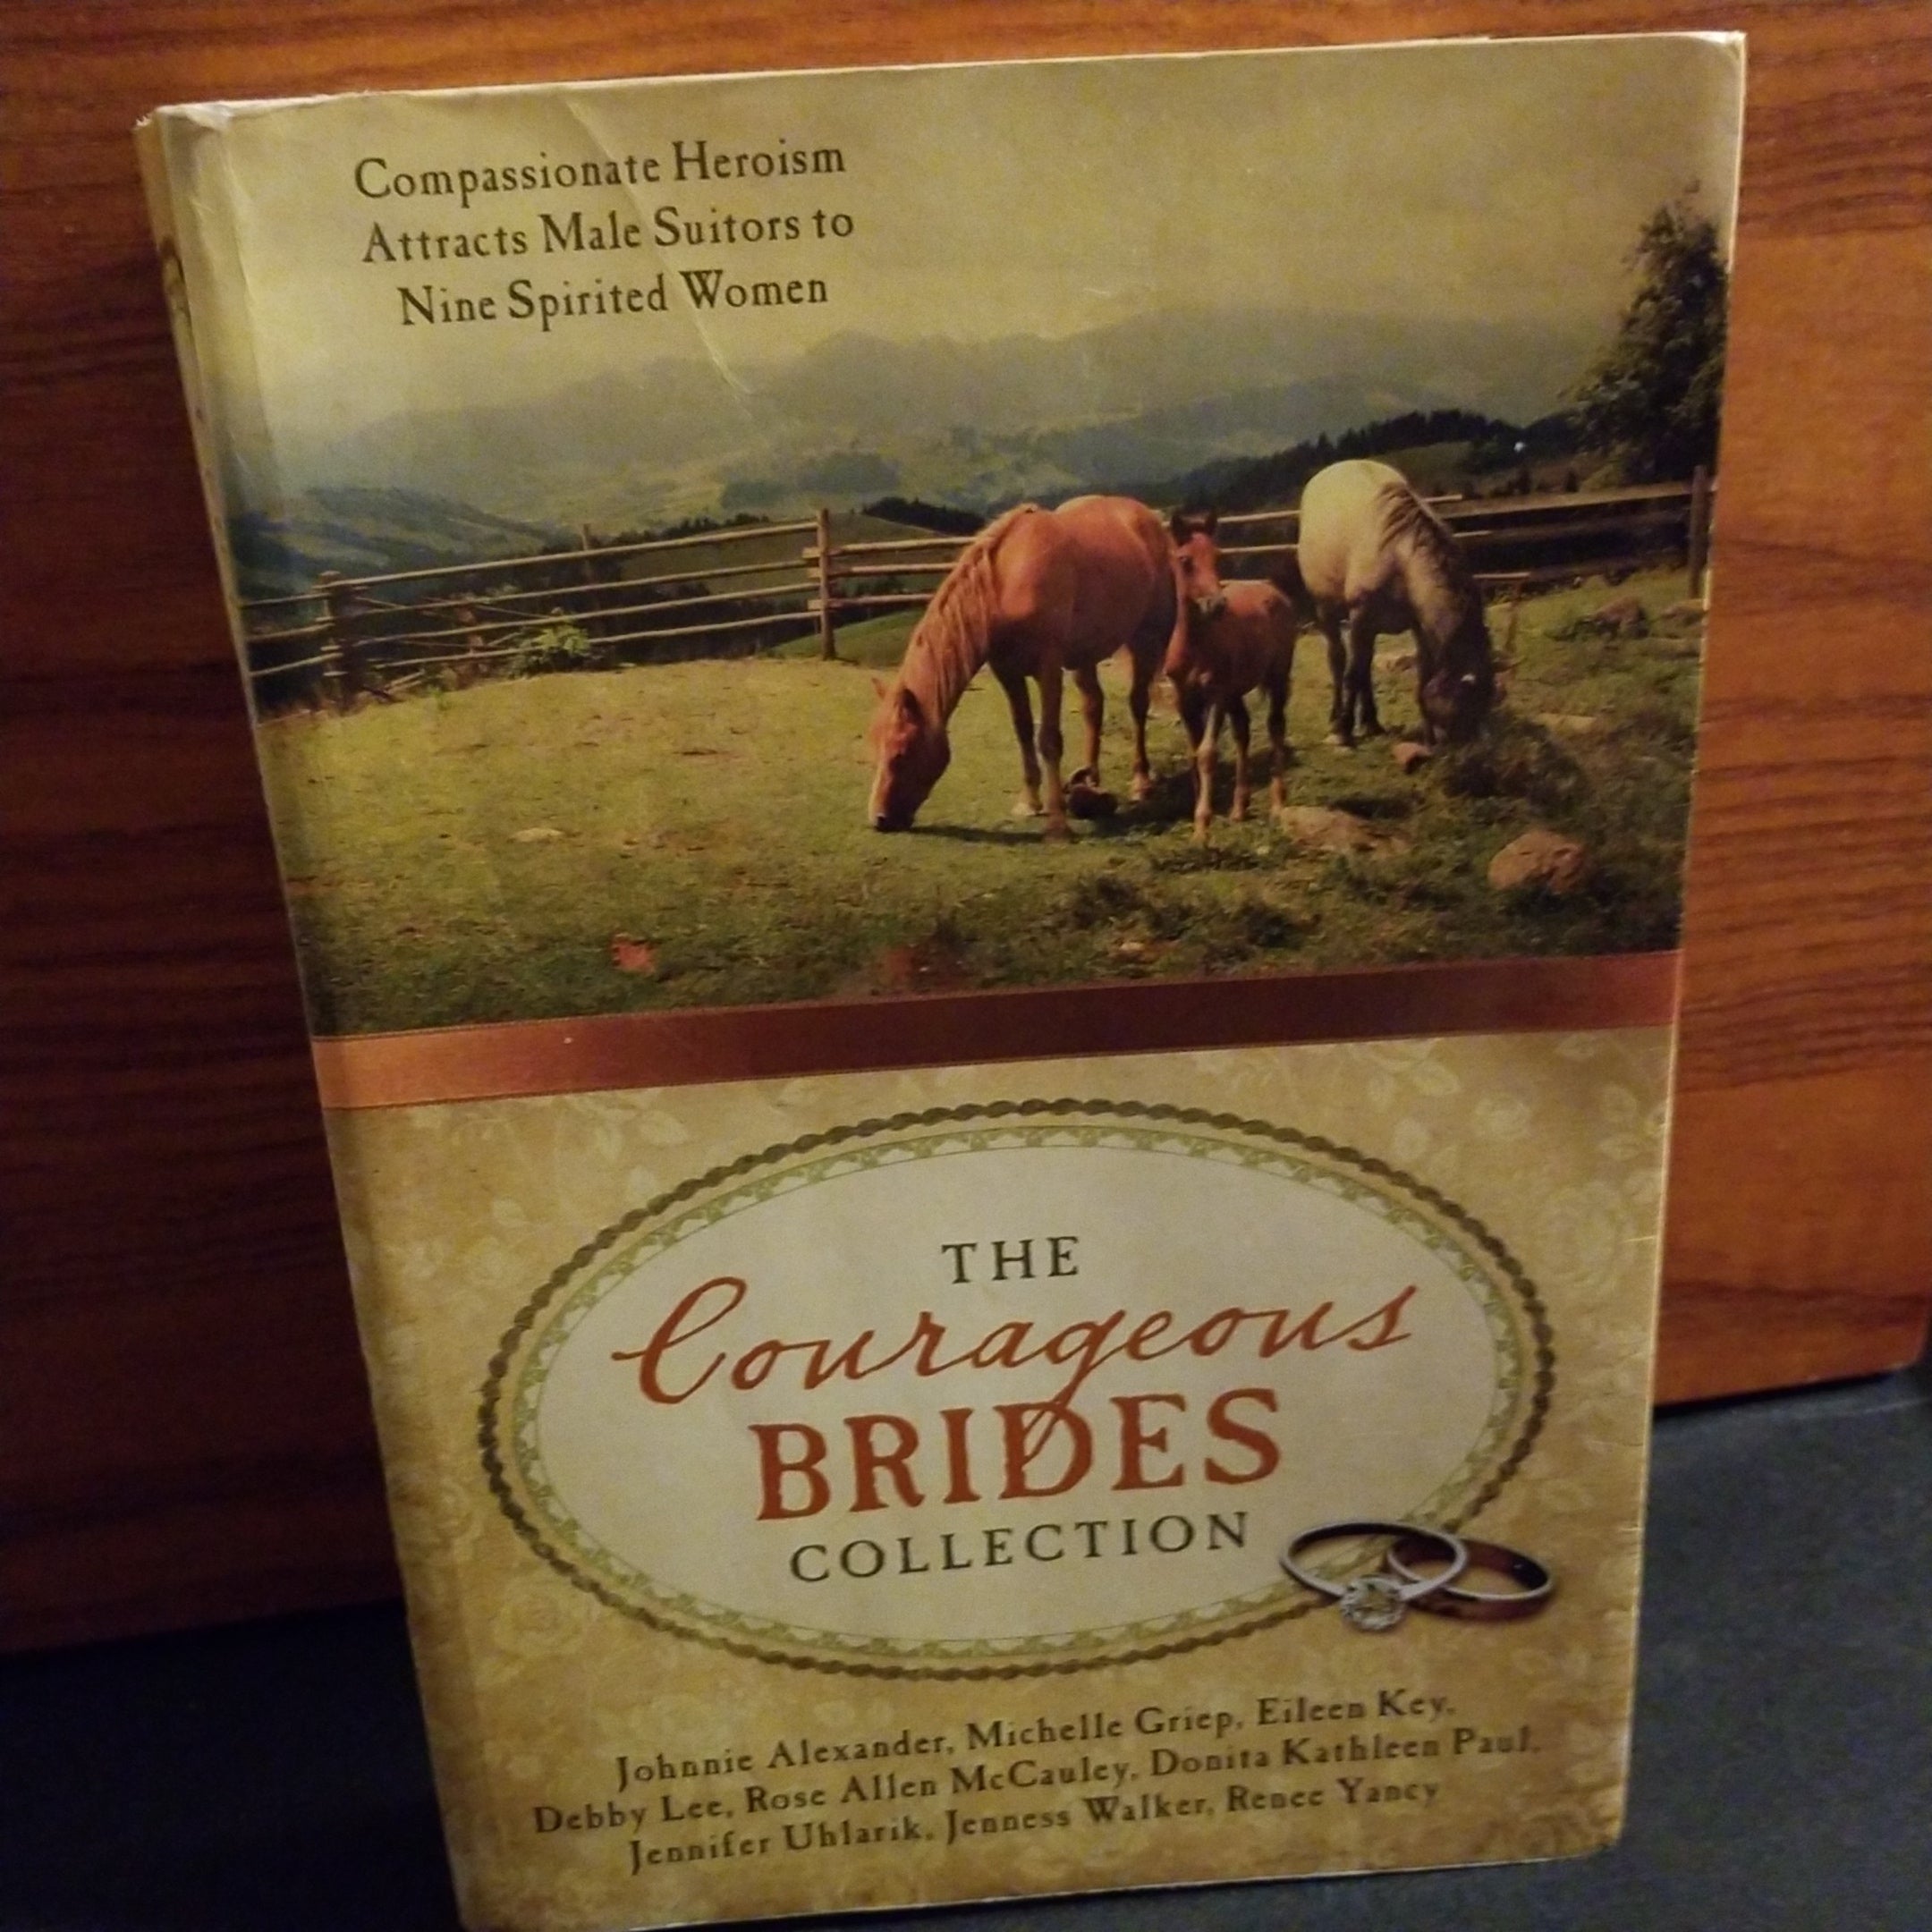 Compassionate Heroism
Attracts Male Suitors to
Nine Spirited Women
THE
Courageous
BRIDES
COLLECTION
Johnnie Alexander, Michelle Griep, Eileen Key,
Debby Lee, Rose Allen McCauley, Donita Kathleen Paul,
Jennifer Uhlarik, Jenness Walker, Renee Yancy